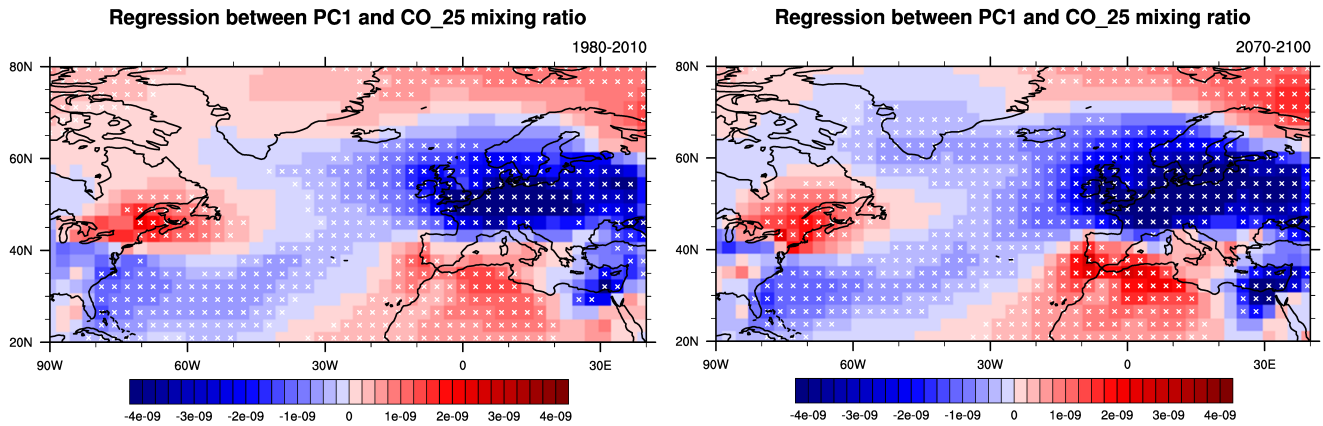 Regression between PC1 and CO_25 mixing ratio
1980-2010
80N
60N
40N
20N
90W 60W 30W 0 30E
-4e-09 -3e-09 -2e-09 -1e-09 0 1e-09 2e-09 3e-09 4e-09
Regression between PC1 and CO_25 mixing ratio
2070-2100
80N
60N
40N
20N
90W 60W 30W 0 30E
-4e-09 -3e-09 -2e-09 -1e-09 0 1e-09 2e-09 3e-09 4e-09